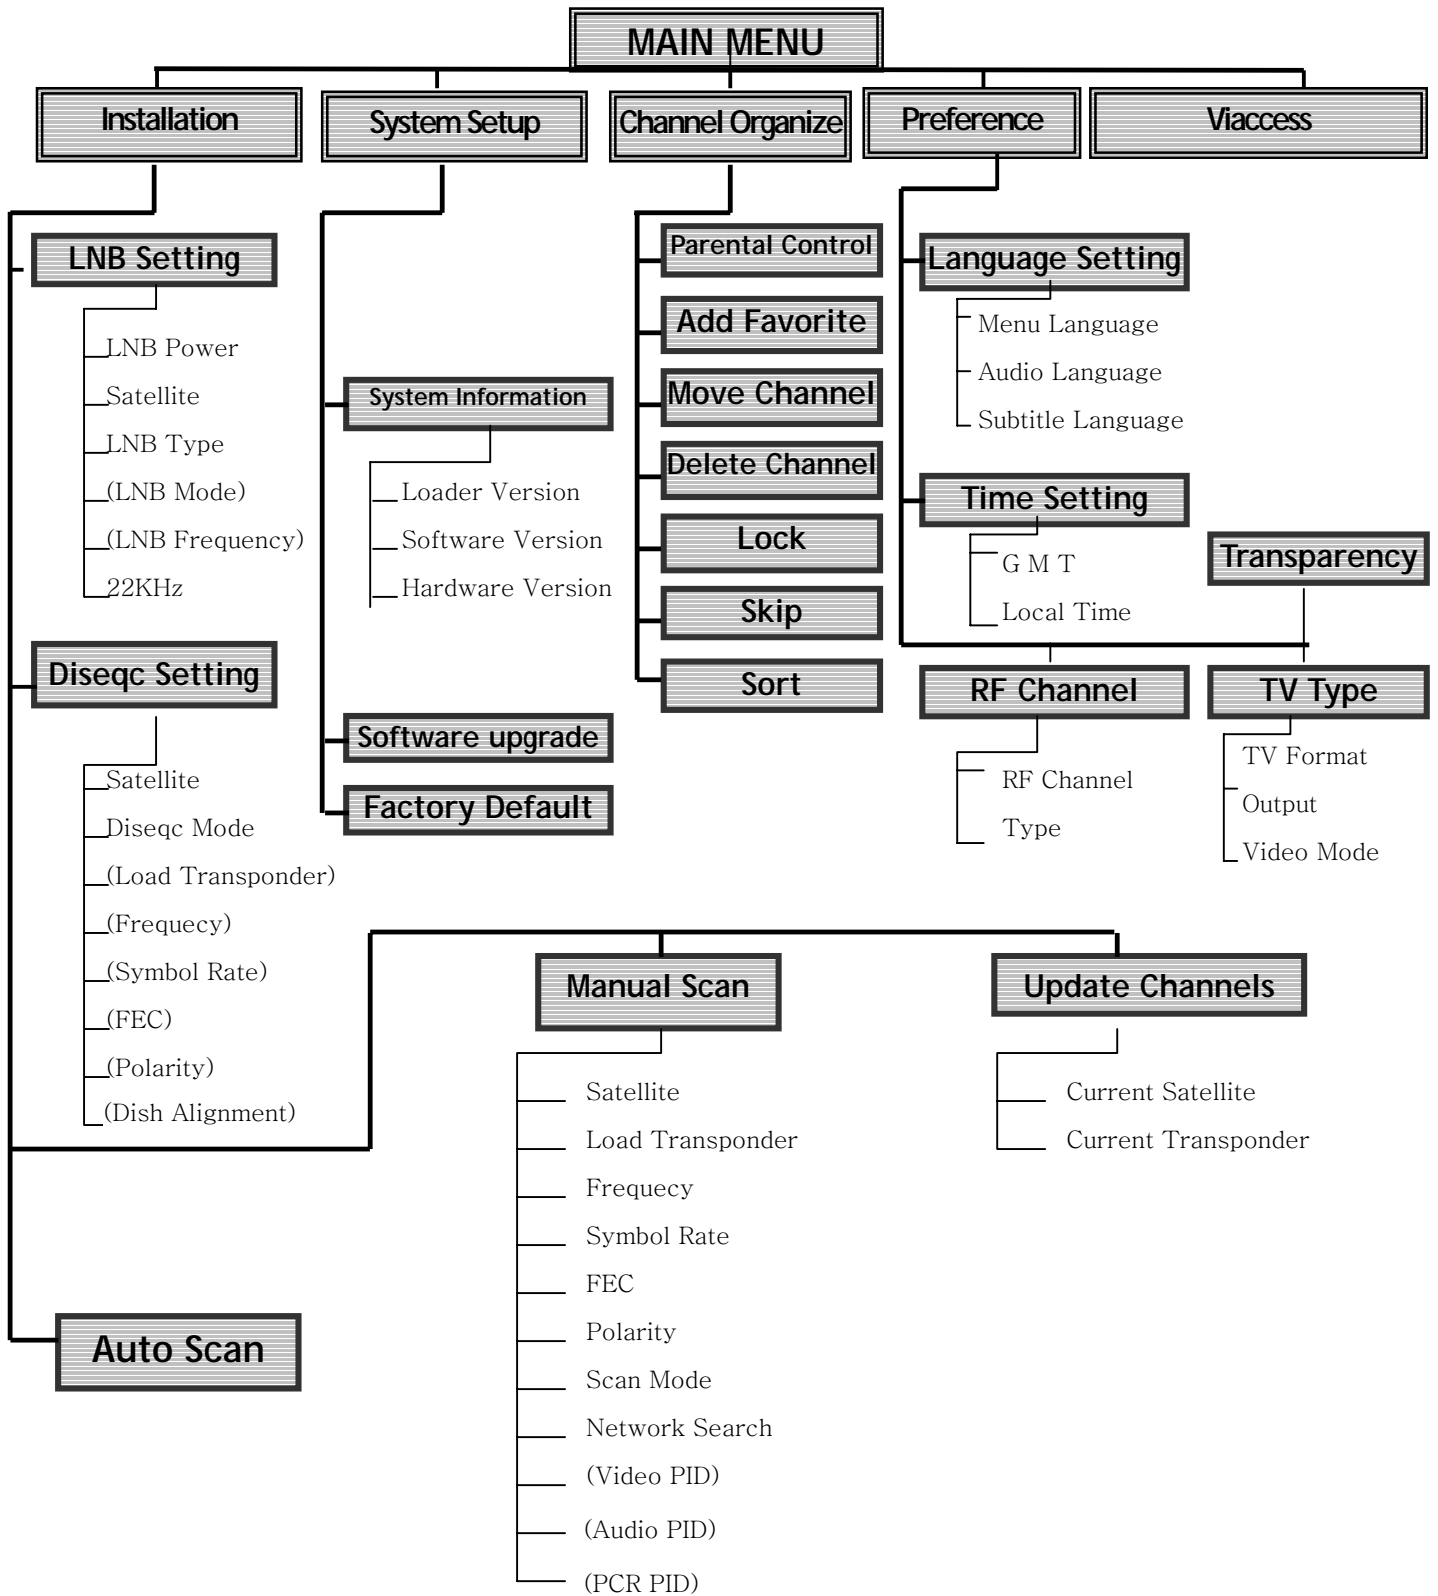 MAIN MENU
Installation
System Setup
Channel Organize
Preference
Viaccess
LNB Setting
LNB Power
Satellite
LNB Type
(LNB Mode)
(LNB Frequency)
22KHz
Diseqc Setting
Satellite
Diseqc Mode
(Load Transponder)
(Frequecy)
(Symbol Rate)
(FEC)
(Polarity)
(Dish Alignment)
System Information
Loader Version
Software Version
Hardware Version
Software upgrade
Factory Default
Parental Control
Add Favorite
Move Channel
Delete Channel
Lock
Skip
Sort
Language Setting
Menu Language
Audio Language
Subtitle Language
Time Setting
G M T
Local Time
Transparency
RF Channel
RF Channel
Type
TV Type
TV Format
Output
Video Mode
Manual Scan
Satellite
Load Transponder
Frequecy
Symbol Rate
FEC
Polarity
Scan Mode
Network Search
(Video PID)
(Audio PID)
(PCR PID)
Update Channels
Current Satellite
Current Transponder
Auto Scan